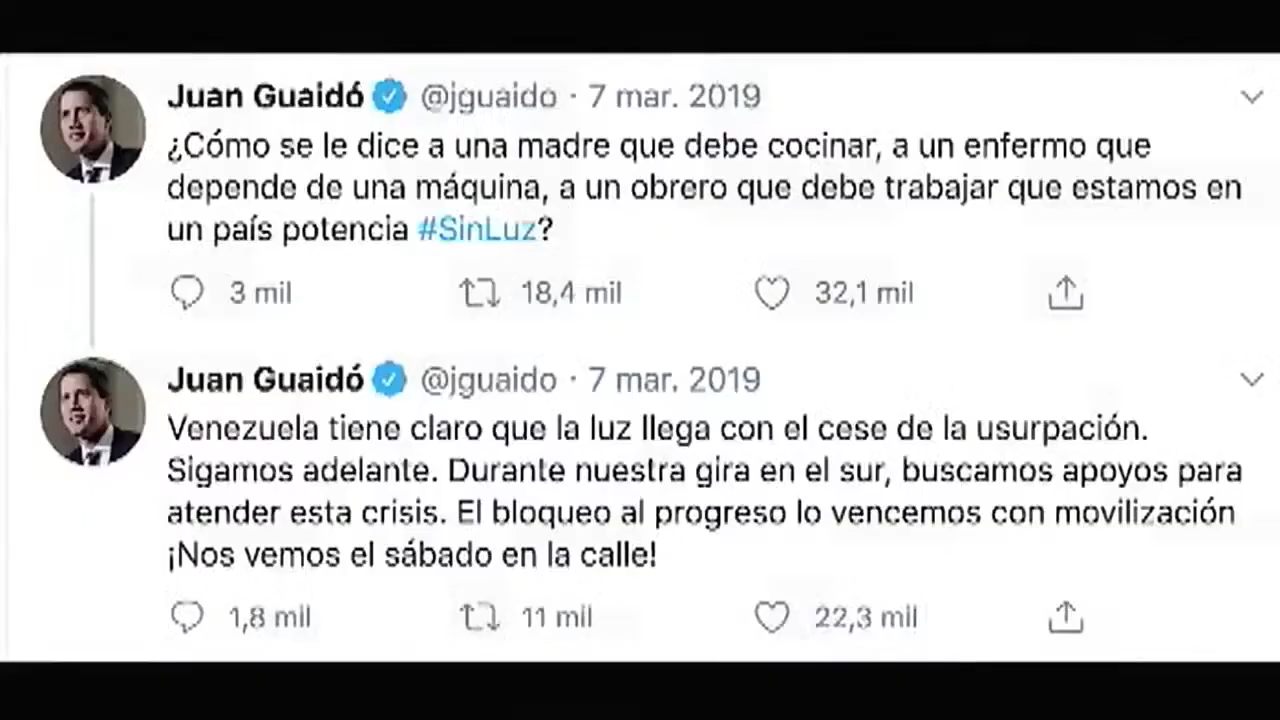 Juan Guaidó @jguaido · 7 mar. 2019
¿Cómo se le dice a una madre que debe cocinar, a un enfermo que
depende de una máquina, a un obrero que debe trabajar que estamos en
un país potencia #SinLuz?
3 mil 18,4 mil 32,1 mil
Juan Guaidó @jguaido · 7 mar. 2019
Venezuela tiene claro que la luz llega con el cese de la usurpación.
Sigamos adelante. Durante nuestra gira en el sur, buscamos apoyos para
atender esta crisis. El bloqueo al progreso lo vencemos con movilización
¡Nos vemos el sábado en la calle!
1,8 mil 11 mil 22,3 mil